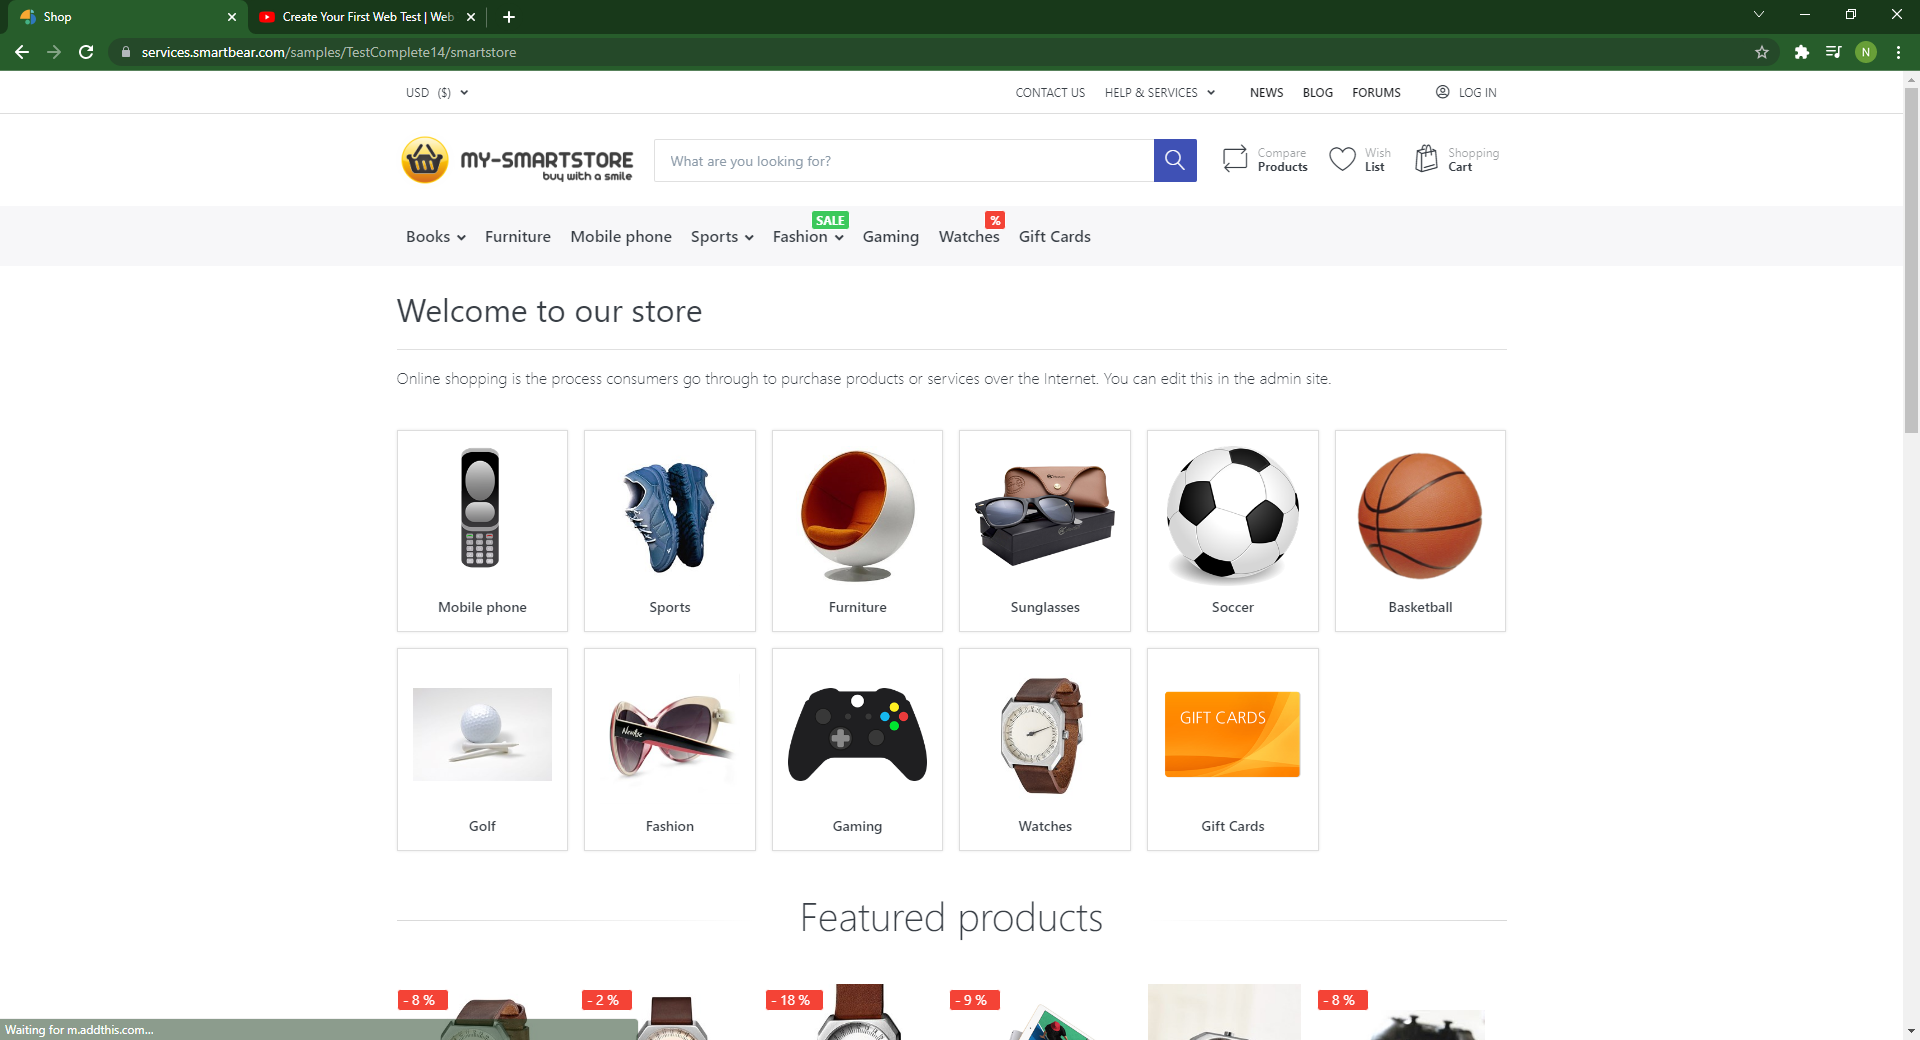 Shop
Create Your First Web Test | Web
services.smartbear.com/samples/TestComplete14/smartstore
N
USD ($)
CONTACT US HELP & SERVICES NEWS BLOG FORUMS LOG IN
MY-SMARTSTORE
buy with a smile
What are you looking for?
Compare Products
Wish List
Shopping Cart
SALE %
Books Furniture Mobile phone Sports Fashion Gaming Watches Gift Cards
Welcome to our store
Online shopping is the process consumers go through to purchase products or services over the Internet. You can edit this in the admin site.
Mobile phone Sports Furniture Sunglasses Soccer Basketball
GIFT CARDS
Golf Fashion Gaming Watches Gift Cards
Featured products
- 8 % - 2 % - 18 % - 9 % - 8 %
Waiting for m.addthis.com...